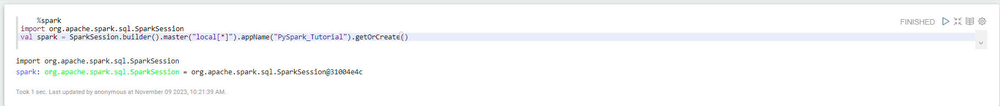 %spark
FINISHED
import org.apache.spark.sql.SparkSession
val spark = SparkSession.builder().master("local[*]").appName("PySpark_Tutorial").getOrCreate()
import org.apache.spark.sql.SparkSession
spark: org.apache.spark.sql.SparkSession = org.apache.spark.sql.SparkSession@31004e4c
Took 1 sec. Last updated by anonymous at November 09 2023, 10:21:39 AM.